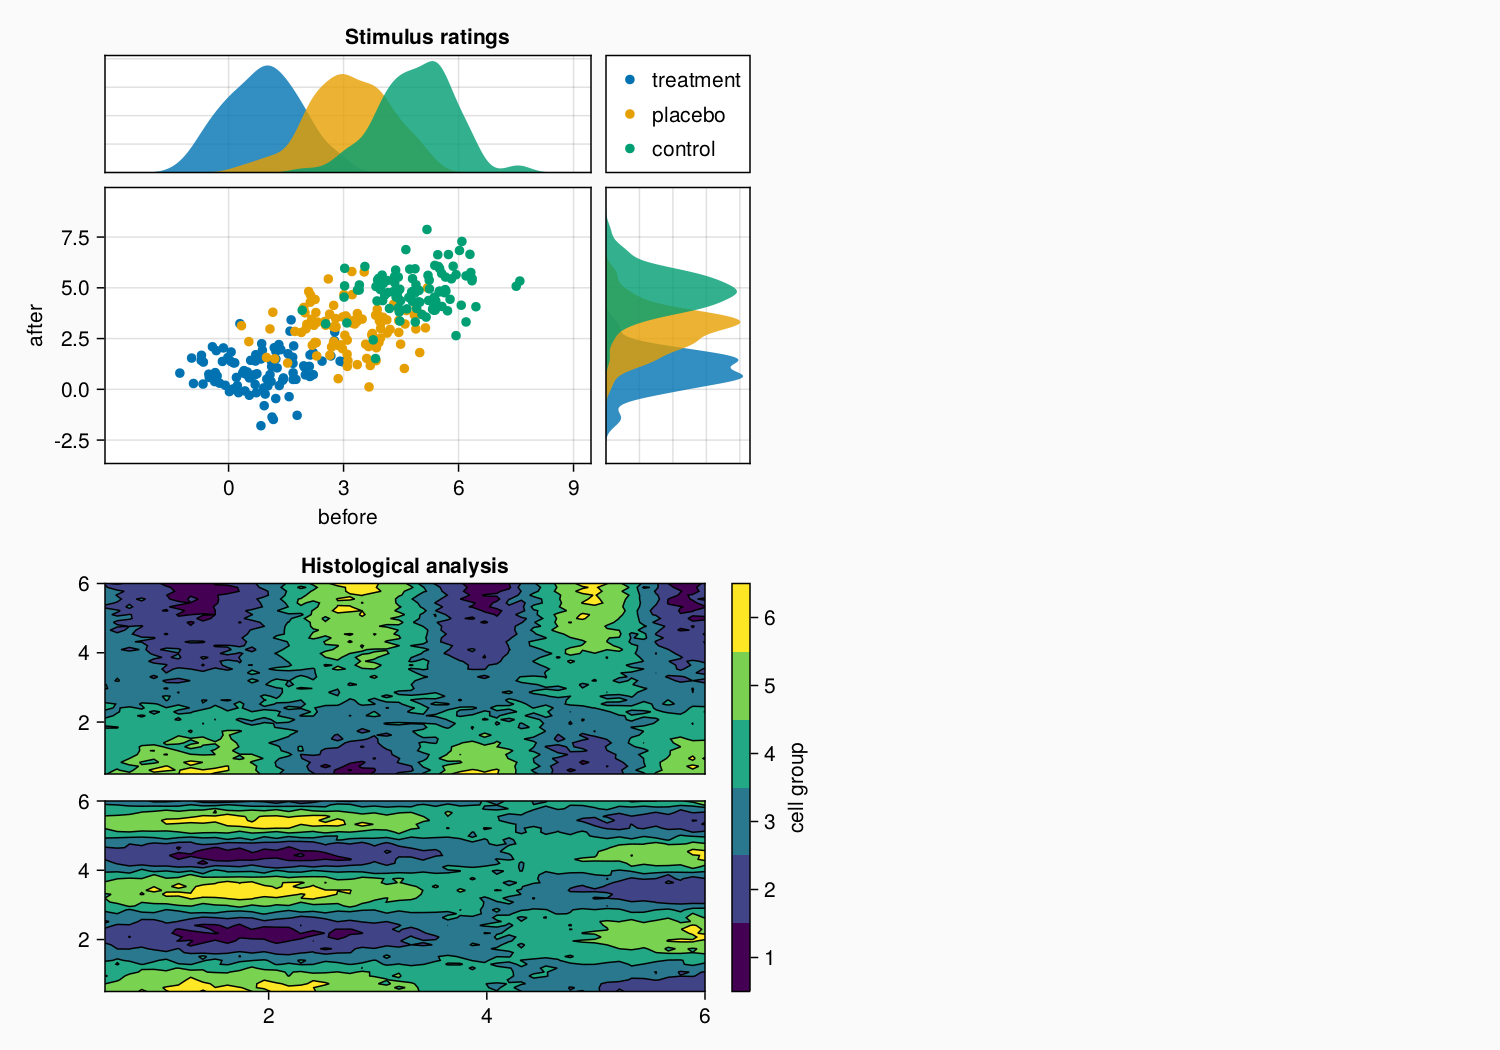 Stimulus ratings
treatment
placebo
control
after
7.5
5.0
2.5
0.0
-2.5
0 3 6 9
before
Histological analysis
6
4
2
6
4
2
2 4 6
6
5
4
3
2
1
cell group